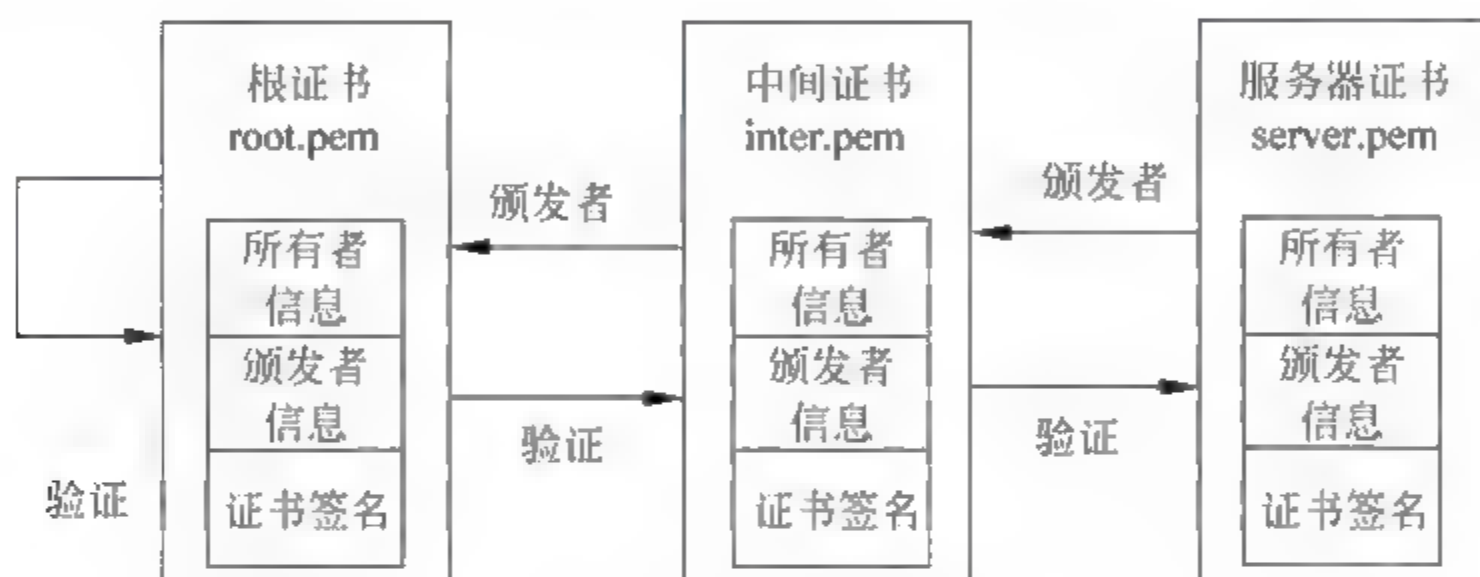 根证书
root.pem
所有者
信息
颁发者
信息
证书签名
验证
颁发者
验证
中间证书
inter.pem
所有者
信息
颁发者
信息
证书签名
颁发者
验证
服务器证书
server.pem
所有者
信息
颁发者
信息
证书签名